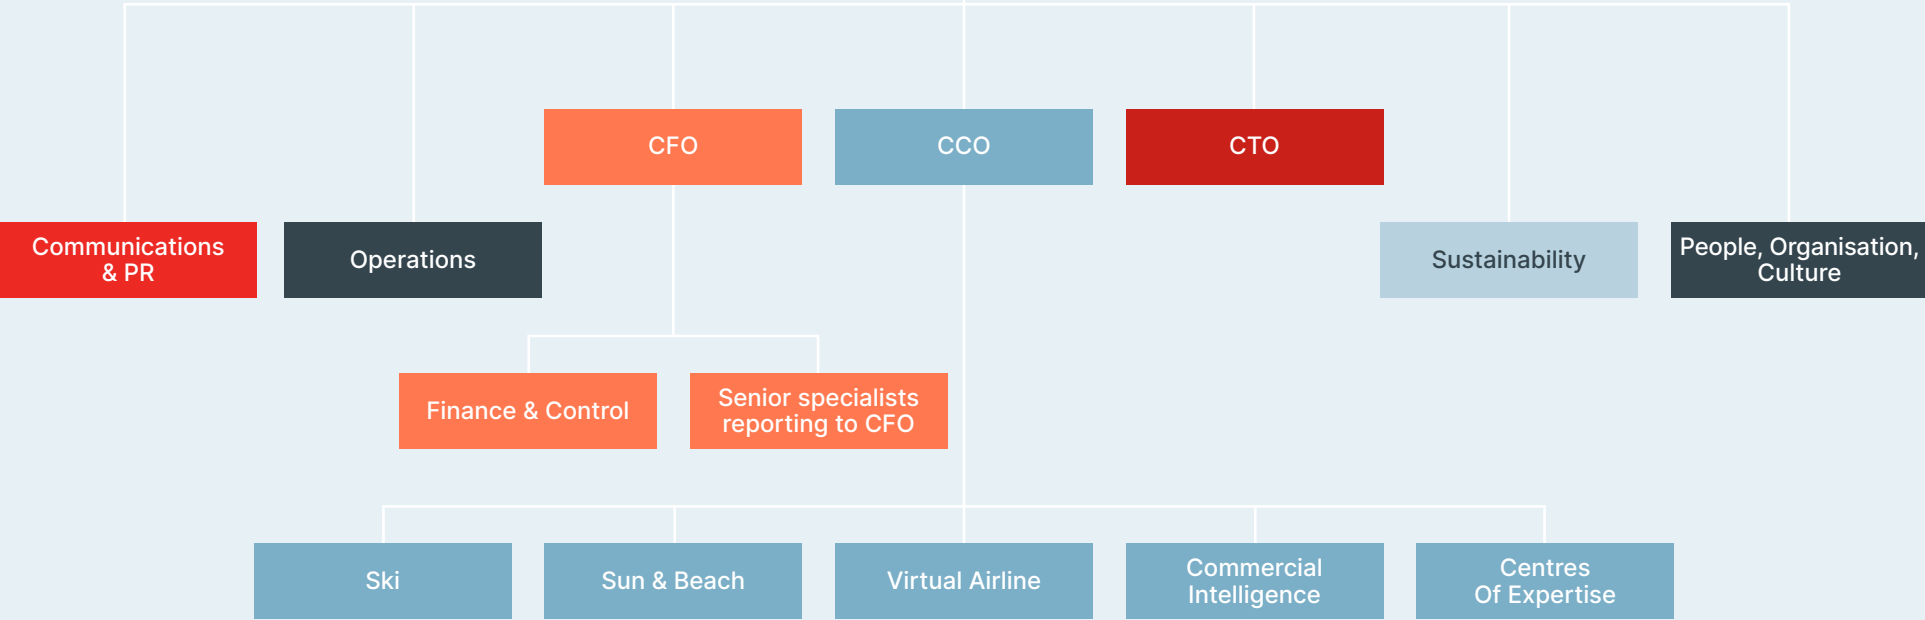 CFO
CCO
CTO
Communications
& PR
Operations
Sustainability
People, Organisation,
Culture
Finance & Control
Senior specialists
reporting to CFO
Ski
Sun & Beach
Virtual Airline
Commercial
Intelligence
Centres
Of Expertise